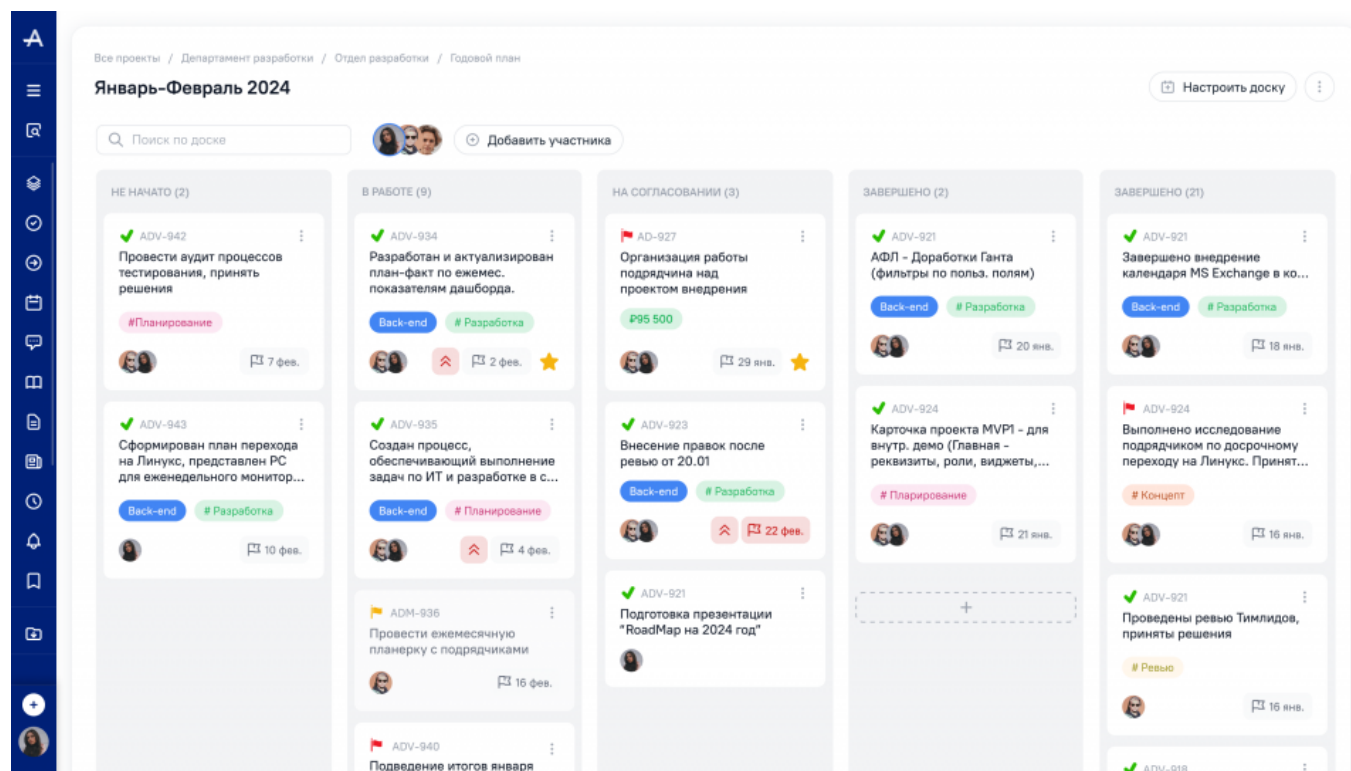 Все проекты / Департамент разработки / Отдел разработки / Годовой план
Январь-Февраль 2024
Настроить доску
Поиск по доске
Добавить участника
НЕ НАЧАТО (2)
ADV-942
Провести аудит процессов
тестирования, принять
решения
#Планирование
7 фев.
ADV-943
Сформирован план перехода
на Линукс, представлен РС
для еженедельного монитор...
Back-end # Разработка
10 фев.
В РАБОТЕ (9)
ADV-934
Разработан и актуализирован
план-факт по ежемес.
показателям дашборда.
Back-end # Разработка
2 фев.
ADV-935
Создан процесс,
обеспечивающий выполнение
задач по ИТ и разработке в с...
Back-end # Планирование
4 фев.
ADM-936
Провести ежемесячную
планерку с подрядчиками
16 фев.
ADV-940
Подведение итогов января
НА СОГЛАСОВАНИИ (3)
AD-927
Организация работы
подрядчина над
проектом внедрения
₽95 500
29 янв.
ADV-923
Внесение правок после
ревью от 20.01
Back-end # Разработка
22 фев.
ADV-921
Подготовка презентации
"RoadMap на 2024 год"
ЗАВЕРШЕНО (2)
ADV-921
АФЛ - Доработки Ганта
(фильтры по польз. полям)
Back-end # Разработка
20 янв.
ADV-924
Карточка проекта MVP1 - для
внутр. демо (Главная -
реквизиты, роли, виджеты,...
# Планирование
21 янв.
ЗАВЕРШЕНО (21)
ADV-921
Завершено внедрение
календаря MS Exchange в ко...
Back-end # Разработка
18 янв.
ADV-924
Выполнено исследование
подрядчиком по досрочному
переходу на Линукс. Принят...
# Концепт
16 янв.
ADV-921
Проведены ревью Тимлидов,
приняты решения
# Ревью
16 янв.
ADV-918